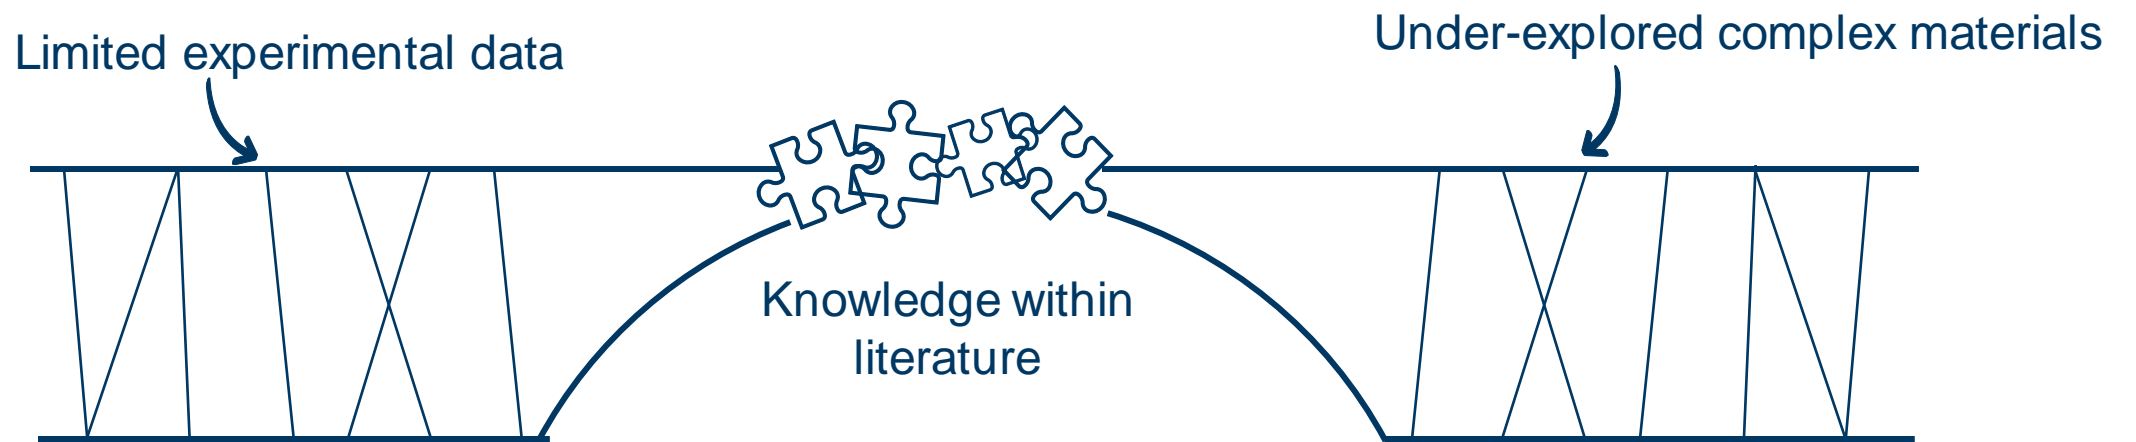 Limited experimental data
Under-explored complex materials
Knowledge within
literature